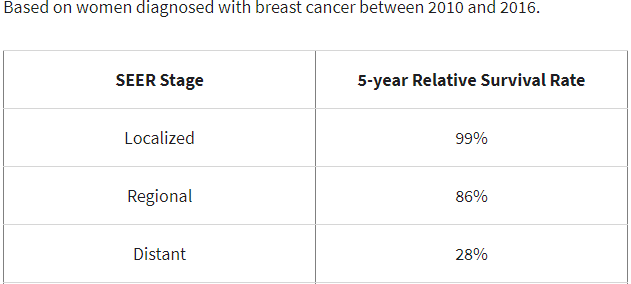 Based on women diagnosed with breast cancer between 2010 and 2016.
SEER Stage 5-year Relative Survival Rate
Localized 99%
Regional 86%
Distant 28%